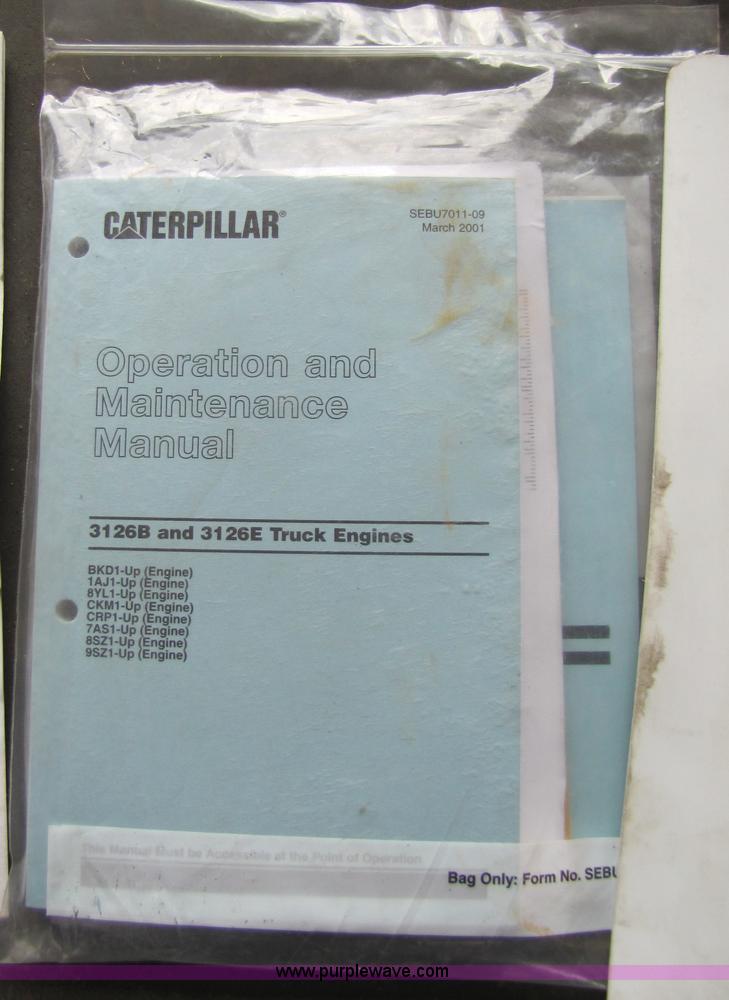 CATERPILLAR®
SEBU7011-09
March 2001
Operation and
Maintenance
Manual
3126B and 3126E Truck Engines
BKD1-Up (Engine)
1AJ1-Up (Engine)
8YL1-Up (Engine)
CKM1-Up (Engine)
CRP1-Up (Engine)
7AS1-Up (Engine)
8SZ1-Up (Engine)
9SZ1-Up (Engine)
This Manual Must be Accessible at the Point of Operation
Bag Only: Form No. SEBU
www.purplewave.com